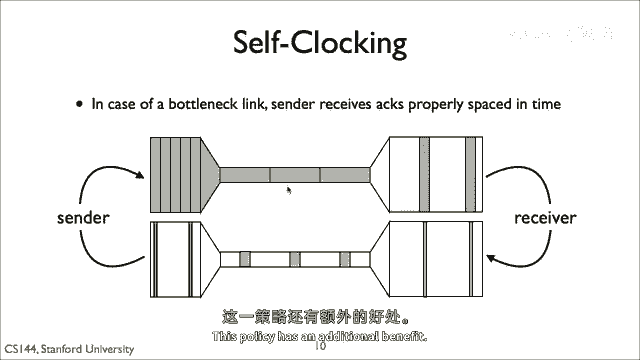 Self-Clocking
• In case of a bottleneck link, sender receives acks properly spaced in time
sender
receiver
这一策略还有额外的好处。
This policy has an additional benefit.
CS144, Stanford University
10